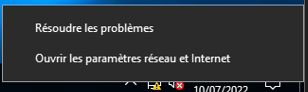 Résoudre les problèmes
Ouvrir les paramètres réseau et Internet
10/07/2022